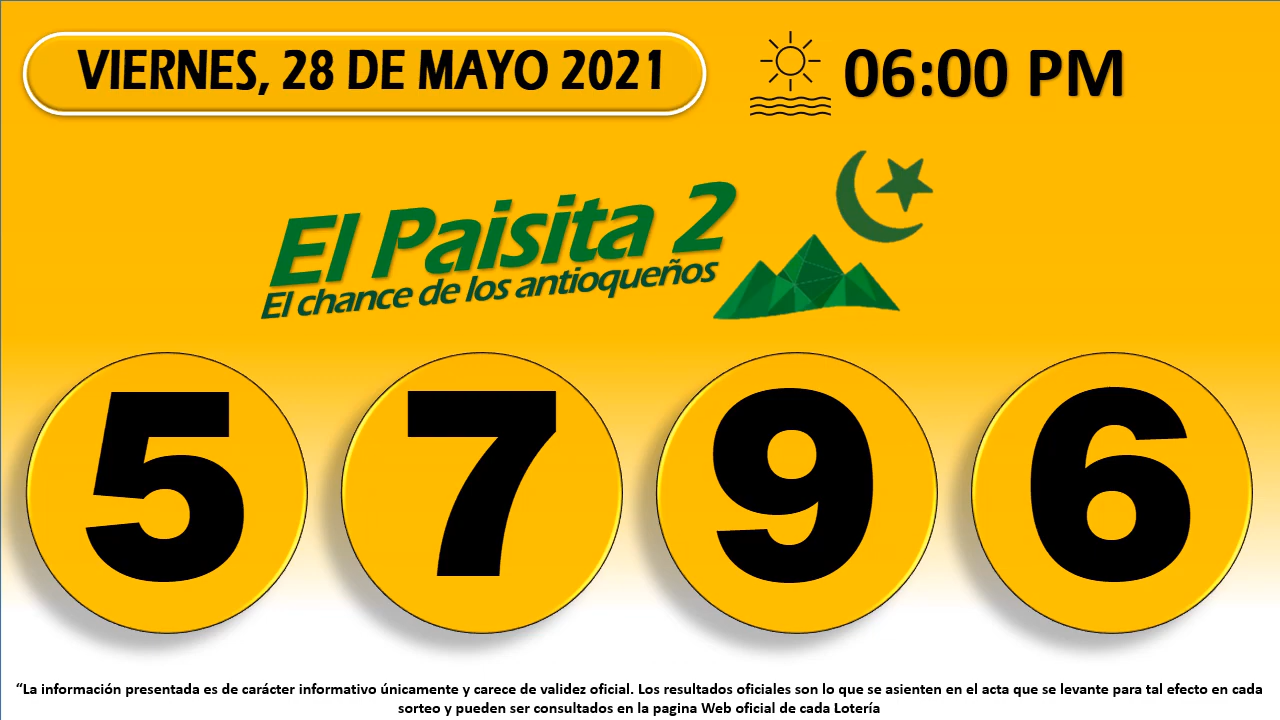 VIERNES, 28 DE MAYO 2021
06:00 PM
El Paisita 2
El chance de los antioqueños
5 7 9 6
“La información presentada es de carácter informativo únicamente y carece de validez oficial. Los resultados oficiales son lo que se asienten en el acta que se levante para tal efecto en cada
sorteo y pueden ser consultados en la pagina Web oficial de cada Lotería